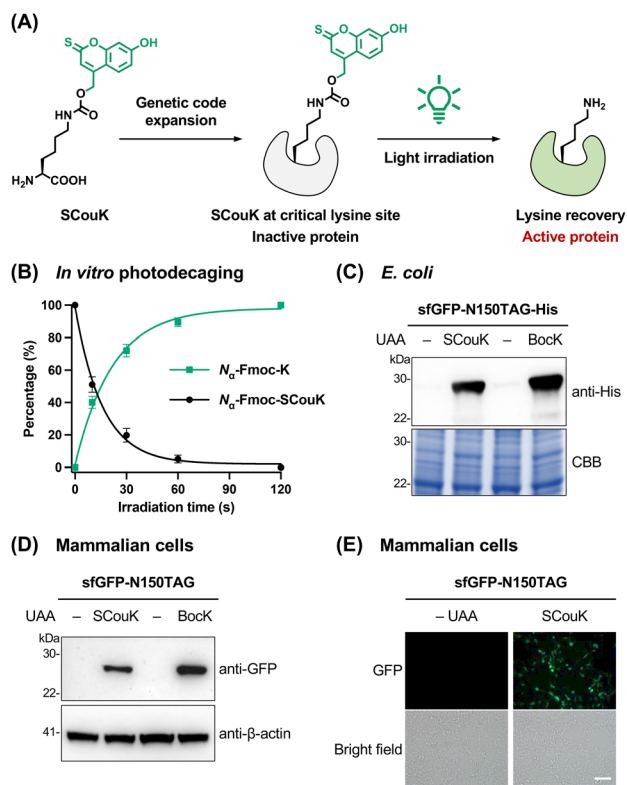 (A)
S O OH
O
HN O
H₂N COOH
SCouK
Genetic code
expansion
S O OH
O
HN O
SCouK at critical lysine site
Inactive protein
Light irradiation
NH₂
Lysine recovery
Active protein
(B) In vitro photodecaging
Percentage (%)
100
80
60
40
20
0
Nα-Fmoc-K
Nα-Fmoc-SCouK
0 30 60 90 120
Irradiation time (s)
(C) E. coli
sfGFP-N150TAG-His
UAA – SCouK – BocK
kDa
30-
22-
anti-His
30-
22-
CBB
(D) Mammalian cells
sfGFP-N150TAG
UAA – SCouK – BocK
kDa
30-
22-
anti-GFP
41-
anti-β-actin
(E) Mammalian cells
sfGFP-N150TAG
– UAA SCouK
GFP
Bright field